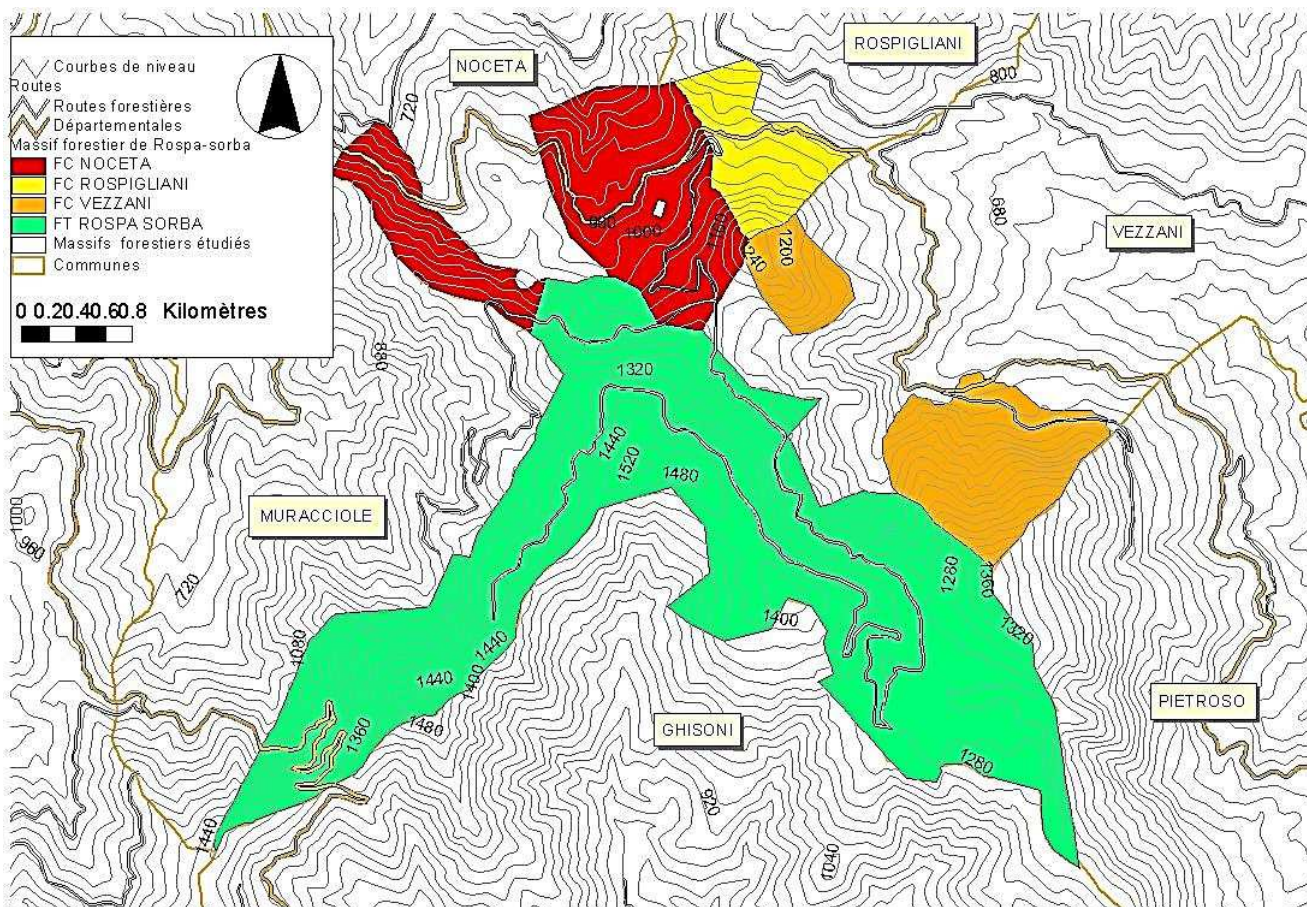 Courbes de niveau
Routes
Routes forestières
Départementales
Massif forestier de Rospa-sorba
FC NOCETA
FC ROSPIGLIANI
FC VEZZANI
FT ROSPA SORBA
Massifs forestiers étudiés
Communes
0 0.20.40.60.8 Kilomètres
NOCETA
ROSPIGLIANI
VEZZANI
MURACCIOLE
GHISONI
PIETROSO
720
800
680
900
1000
1160
1240
1200
880
1320
1440
1520
1480
1000
960
720
1080
1280
1360
1320
1400
1440
1440
1400
1480
1360
1440
1280
920
1040